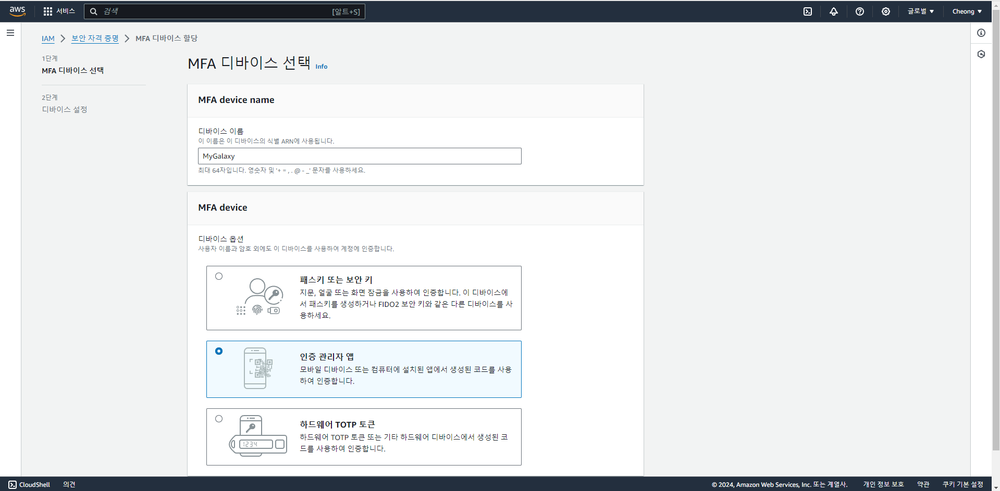 aws
서비스
검색
[알트+S]
글로벌
Cheong
IAM
보안 자격 증명
MFA 디바이스 할당
1단계
MFA 디바이스 선택
2단계
디바이스 설정
MFA 디바이스 선택 Info
MFA device name
디바이스 이름
이 이름은 이 디바이스의 식별 ARN에 사용됩니다.
MyGalaxy
최대 64자입니다. 영숫자 및 '+ = , . @ - _' 문자를 사용하세요.
MFA device
디바이스 옵션
사용자 이름과 암호 외에도 이 디바이스를 사용하여 계정에 인증합니다.
패스키 또는 보안 키
지문, 얼굴 또는 화면 잠금을 사용하여 인증합니다. 이 디바이스에
서 패스키를 생성하거나 FIDO2 보안 키와 같은 다른 디바이스를 사
용하세요.
인증 관리자 앱
모바일 디바이스 또는 컴퓨터에 설치된 앱에서 생성된 코드를 사용
하여 인증합니다.
하드웨어 TOTP 토큰
하드웨어 TOTP 토큰 또는 기타 하드웨어 디바이스에서 생성된 코
드를 사용하여 인증합니다.
1234
CloudShell
의견
© 2024, Amazon Web Services, Inc. 또는 계열사.
개인 정보 보호
약관
쿠키 기본 설정